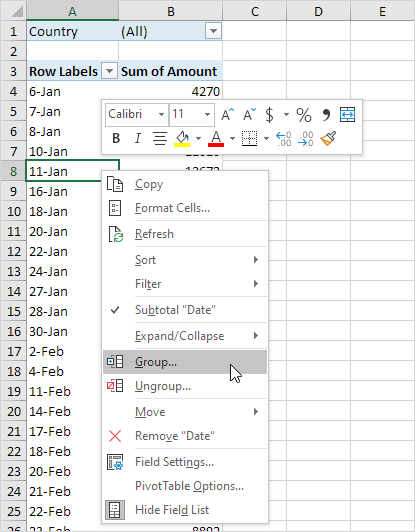 A B C D E
1 Country (All)
2
3 Row Labels Sum of Amount
4 6-Jan 4270
5 7-Jan
6 8-Jan
7 10-Jan
8 11-Jan
9 16-Jan
10 18-Jan
11 20-Jan
12 22-Jan
13 24-Jan
14 27-Jan
15 28-Jan
16 30-Jan
17 2-Feb
18 4-Feb
19 11-Feb
20 14-Feb
21 17-Feb
22 18-Feb
23 20-Feb
24 21-Feb
25 22-Feb
26 23-Feb
Calibri 11 A A $ % ,
B I A .00
Copy
Format Cells...
Refresh
Sort
Filter
Subtotal "Date"
Expand/Collapse
Group...
Ungroup...
Move
Remove "Date"
Field Settings...
PivotTable Options...
Hide Field List